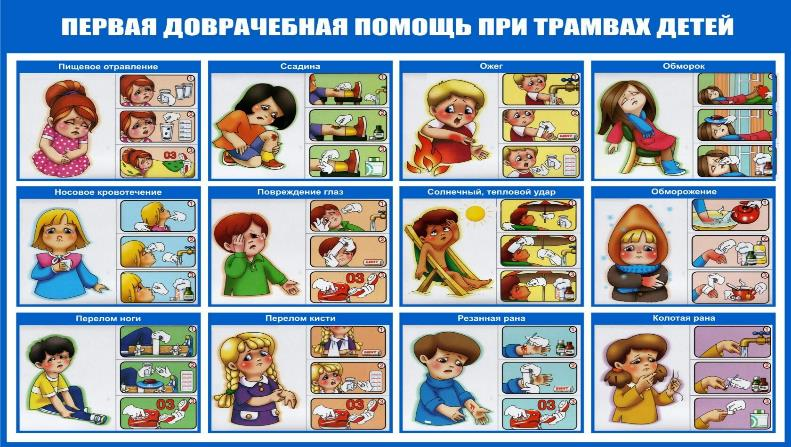 ПЕРВАЯ ДОВРАЧЕБНАЯ ПОМОЩЬ ПРИ ТРАМВАХ ДЕТЕЙ
Пищевое отравление
Ссадина
Ожег
Обморок
03
Носовое кровотечение
Повреждение глаз
Солнечный, тепловой удар
Обморожение
03
Перелом ноги
Перелом кисти
Резанная рана
Колотая рана
03
03
03